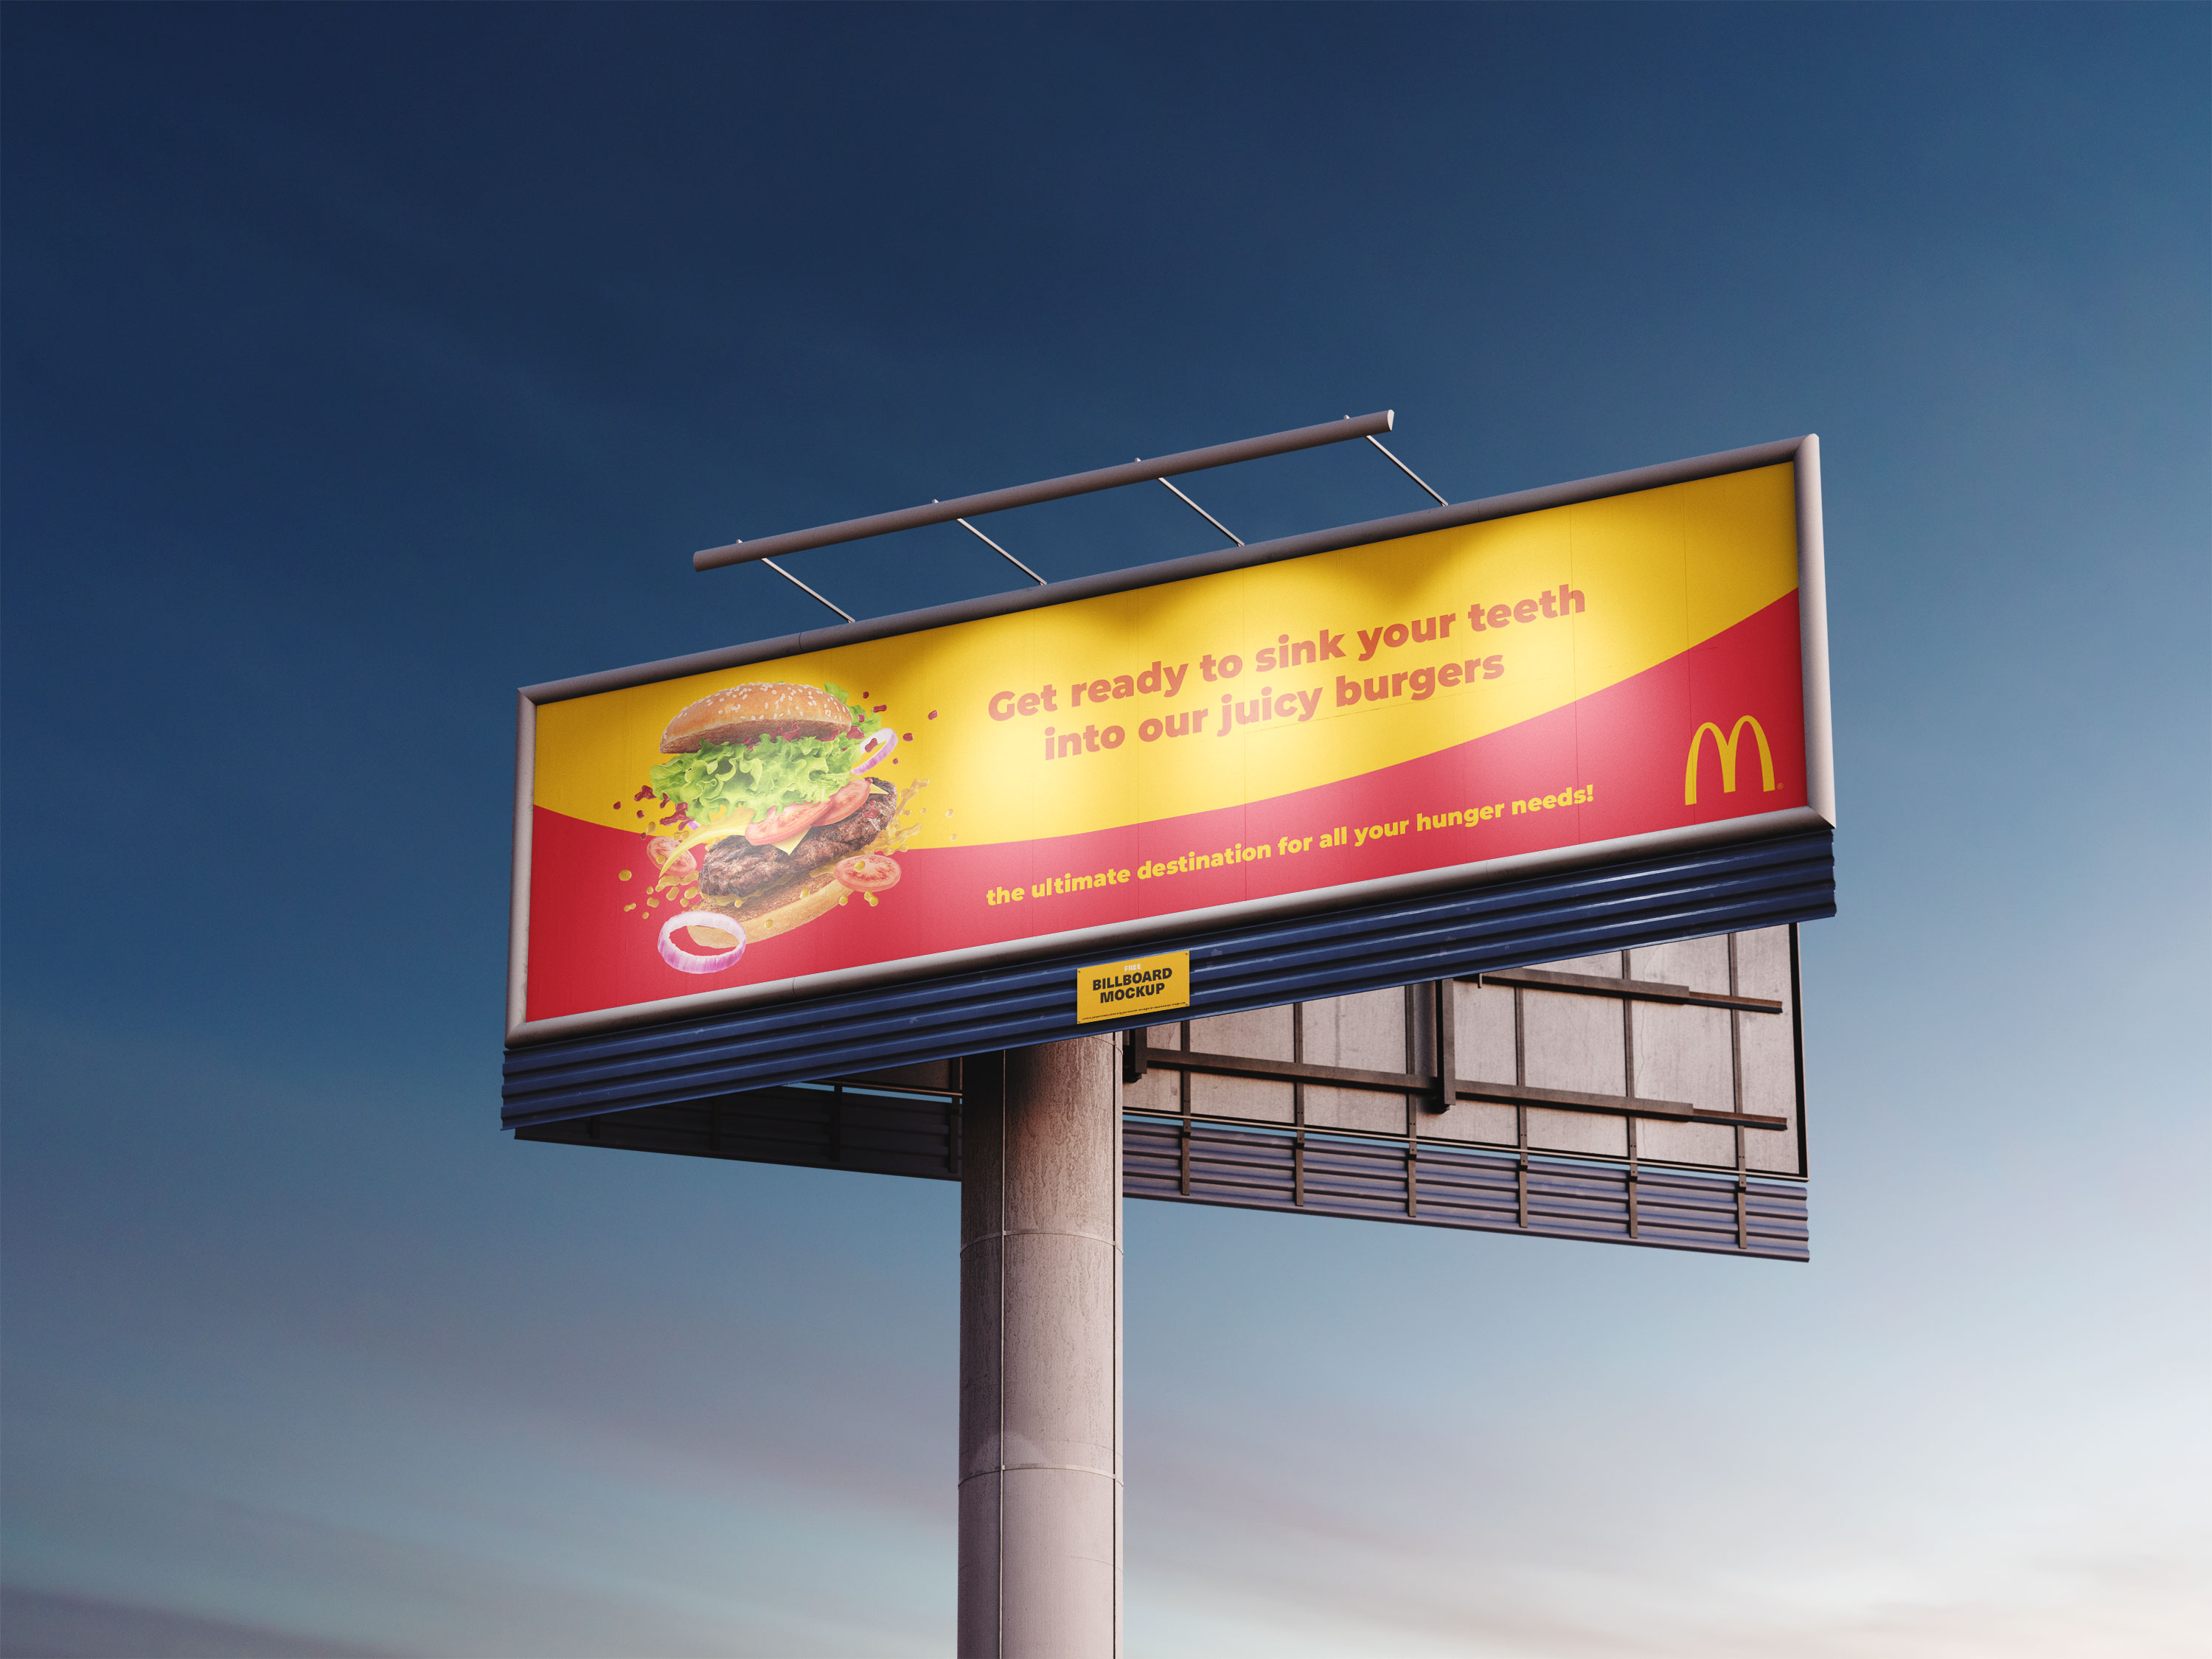 Get ready to sink your teeth
into our juicy burgers
the ultimate destination for all your hunger needs!
FREE
BILLBOARD
MOCKUP